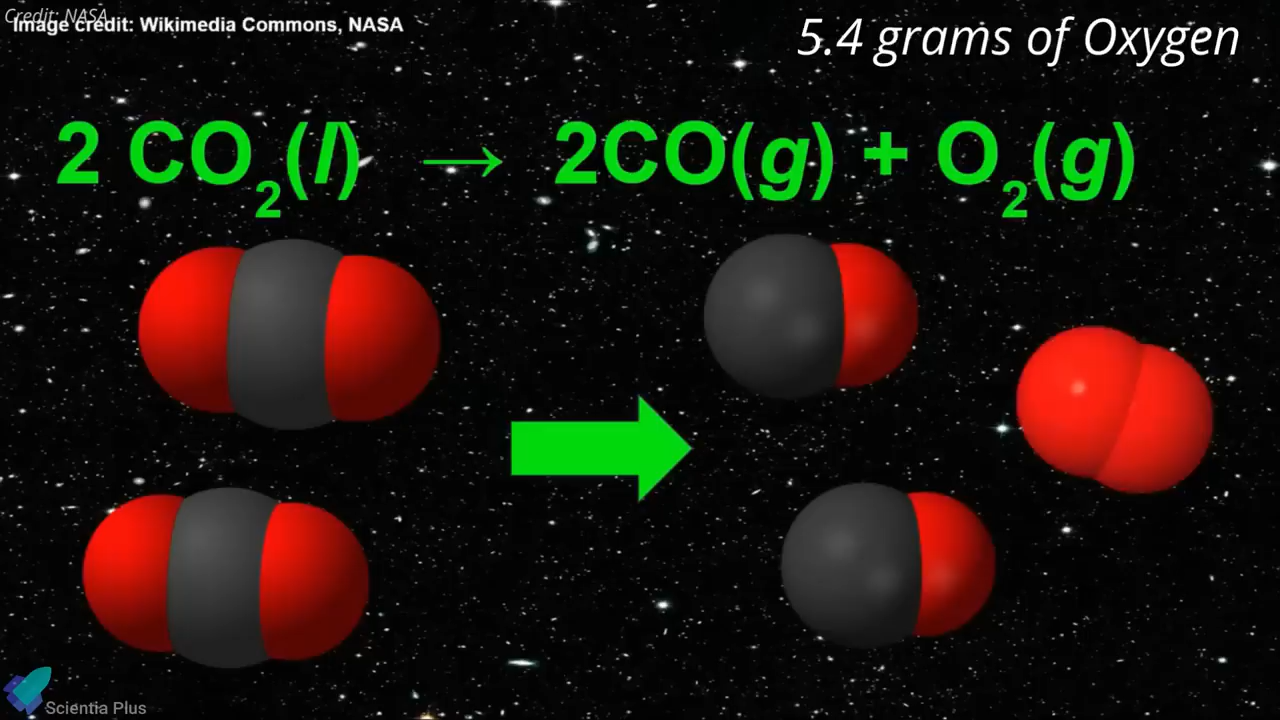 Credit: NASA
Image credit: Wikimedia Commons, NASA
5.4 grams of Oxygen
2 CO₂(l) → 2CO(g) + O₂(g)
Scientia Plus